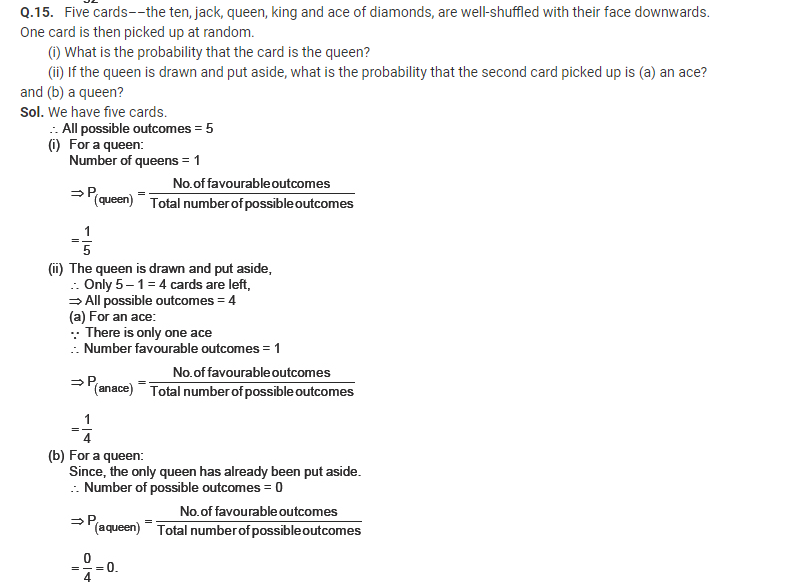 Q.15. Five cards––the ten, jack, queen, king and ace of diamonds, are well-shuffled with their face downwards.
One card is then picked up at random.
(i) What is the probability that the card is the queen?
(ii) If the queen is drawn and put aside, what is the probability that the second card picked up is (a) an ace?
and (b) a queen?
Sol. We have five cards.
∴ All possible outcomes = 5
(i) For a queen:
Number of queens = 1
⇒ P(queen) = No.of favourable outcomes / Total number of possible outcomes
= 1/5
(ii) The queen is drawn and put aside,
∴ Only 5 – 1 = 4 cards are left,
⇒ All possible outcomes = 4
(a) For an ace:
∵ There is only one ace
∴ Number favourable outcomes = 1
⇒ P(an ace) = No.of favourable outcomes / Total number of possible outcomes
= 1/4
(b) For a queen:
Since, the only queen has already been put aside.
∴ Number of possible outcomes = 0
⇒ P(a queen) = No.of favourable outcomes / Total number of possible outcomes
= 0/4 = 0.